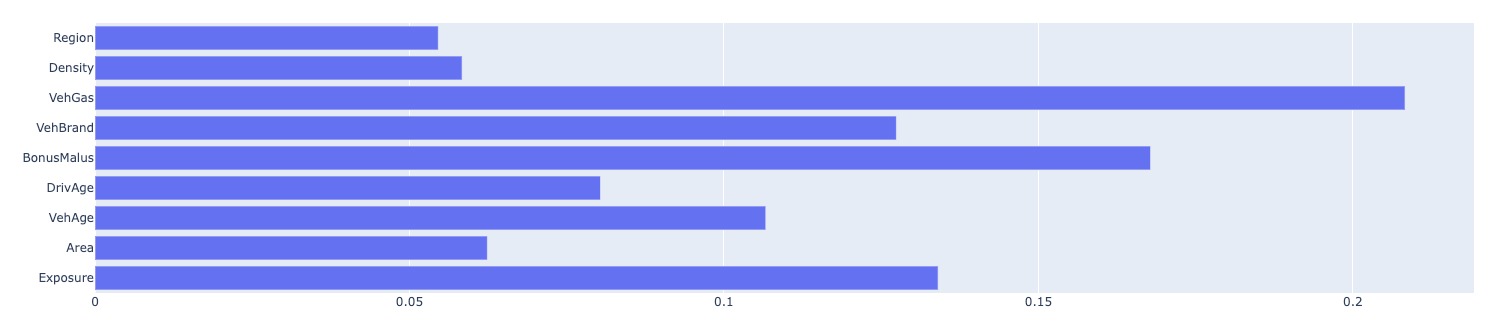 Region
Density
VehGas
VehBrand
BonusMalus
DrivAge
VehAge
Area
Exposure
0 0.05 0.1 0.15 0.2